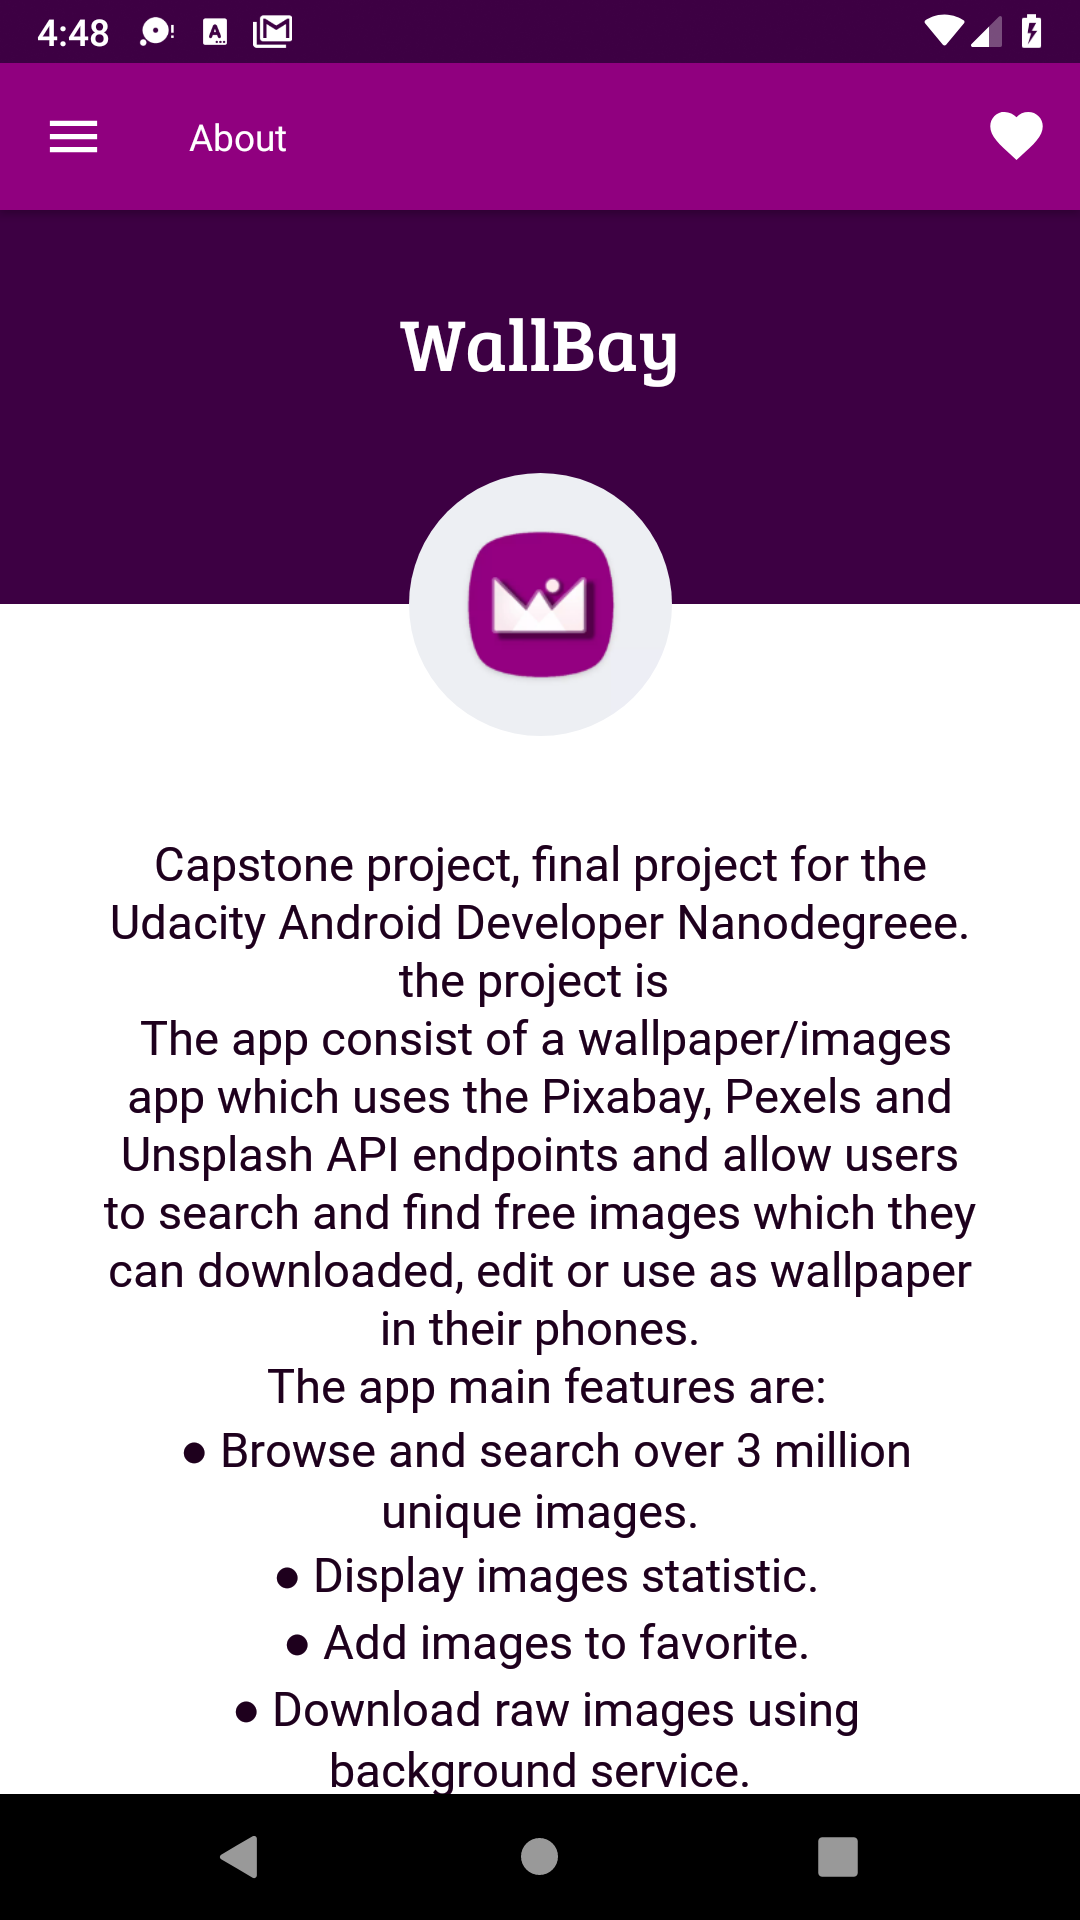 4:48
About
WallBay
Capstone project, final project for the
Udacity Android Developer Nanodegreee.
the project is
The app consist of a wallpaper/images
app which uses the Pixabay, Pexels and
Unsplash API endpoints and allow users
to search and find free images which they
can downloaded, edit or use as wallpaper
in their phones.
The app main features are:
● Browse and search over 3 million
unique images.
● Display images statistic.
● Add images to favorite.
● Download raw images using
background service.